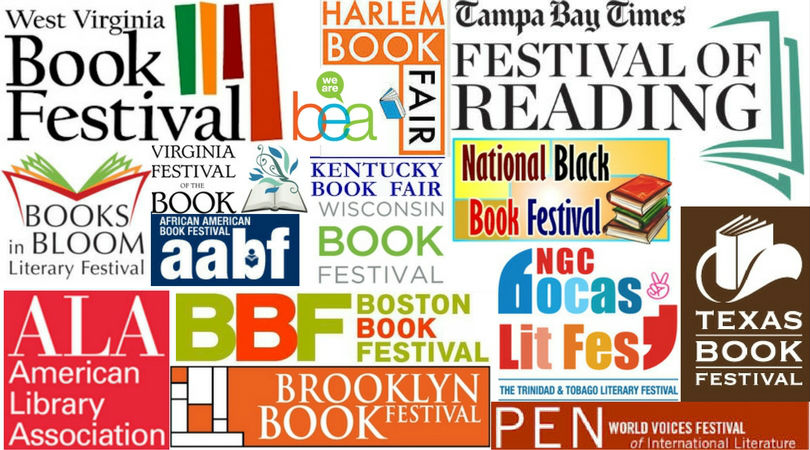 West Virginia
Book
Festival
HARLEM
BOOK
FAIR
we
are
bea
Tampa Bay Times
FESTIVAL OF
READING
BOOKS
in BLOOM
Literary Festival
VIRGINIA
FESTIVAL
OF THE
BOOK
AFRICAN AMERICAN
BOOK FESTIVAL
aabf
KENTUCKY
BOOK FAIR
WISCONSIN
BOOK
FESTIVAL
National Black
Book Festival
NGC
Bocas
Lit Fest
THE TRINIDAD & TOBAGO LITERARY FESTIVAL
TEXAS
BOOK
FESTIVAL
ALA
American
Library
Association
BBF
BOSTON
BOOK
FESTIVAL
BROOKLYN
BOOK FESTIVAL
PEN WORLD VOICES FESTIVAL
of International Literature